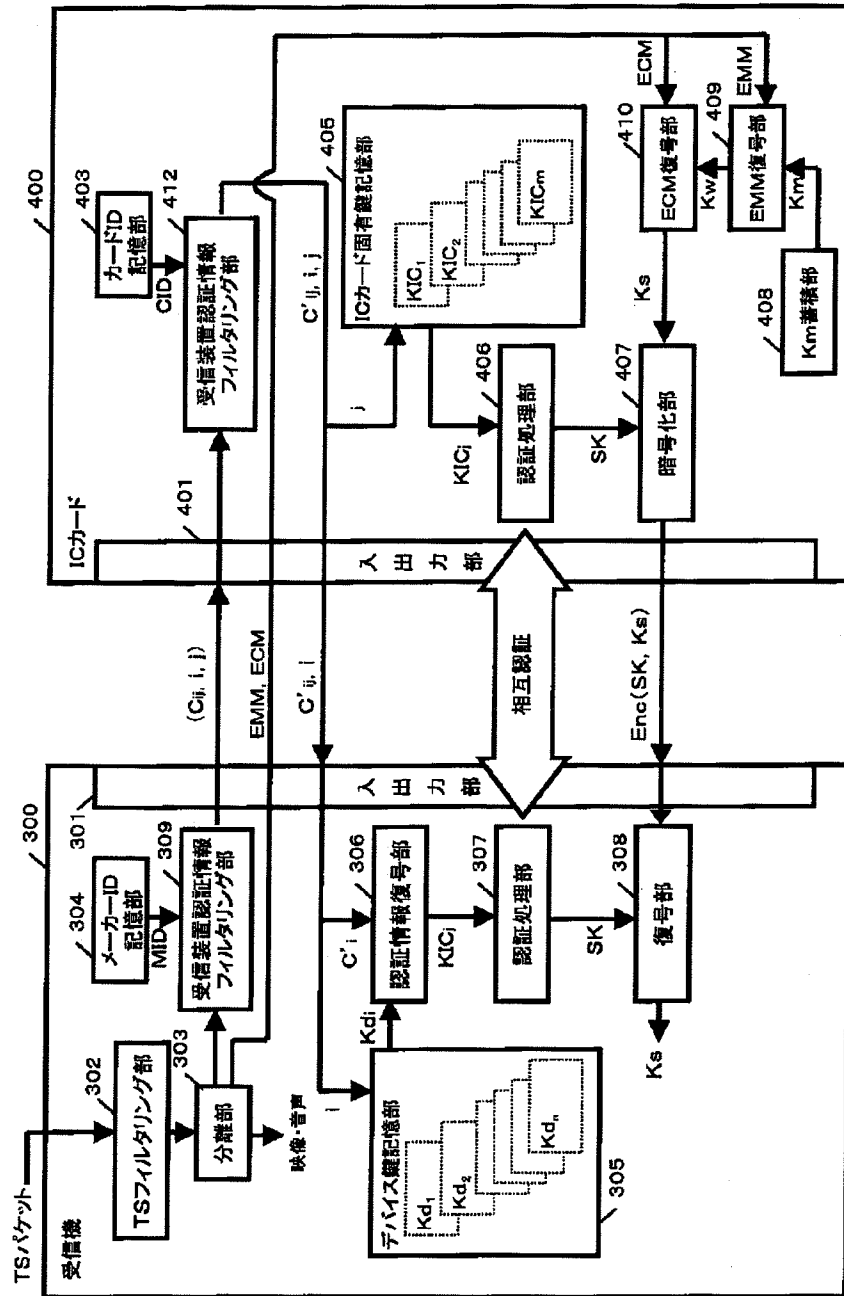 TSパケット
受信機
300
TSフィルタリング部
302
分離部
303
映像・音声
メーカーID
記憶部
304
MID
受信装置認証情報
フィルタリング部
309
301
入出力部
デバイス鍵記憶部
Kd1
Kd2
Kdn
305
i
Kdi
C'i
認証情報復号部
306
KICj
認証処理部
307
SK
復号部
308
Ks
(Cij, i, j)
EMM, ECM
C'ij, i
相互認証
Enc(SK, Ks)
ICカード
400
401
入出力部
カードID
記憶部
403
CID
受信装置認証情報
フィルタリング部
412
C'ij, i, j
j
ICカード固有鍵記憶部
405
KIC1
KIC2
KICm
KICj
認証処理部
406
SK
暗号化部
407
Ks
ECM
ECM復号部
410
EMM
Kw
409
EMM復号部
Km
Km蓄積部
408